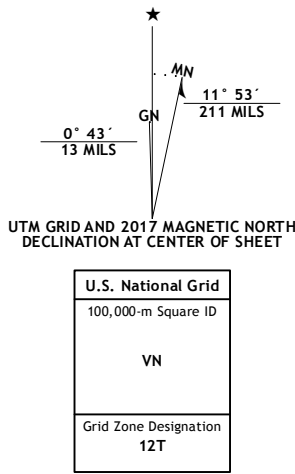 MN
GN
11° 53´
211 MILS
0° 43´
13 MILS
UTM GRID AND 2017 MAGNETIC NORTH
DECLINATION AT CENTER OF SHEET
U.S. National Grid
100,000-m Square ID
VN
Grid Zone Designation
12T